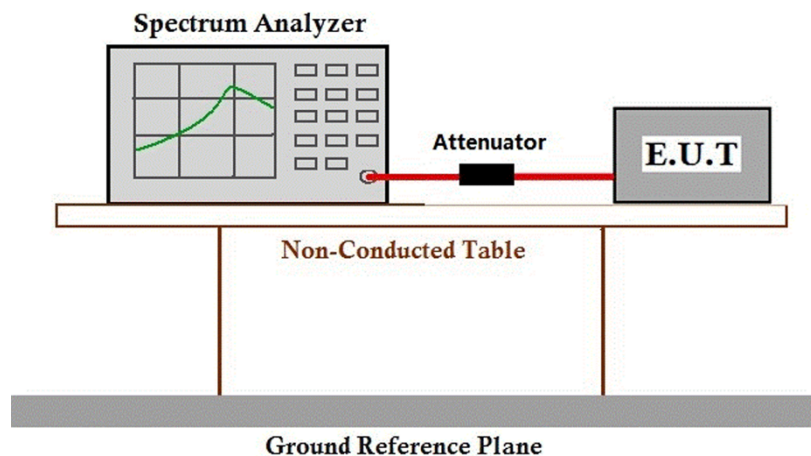 Spectrum Analyzer
Attenuator
E.U.T
Non-Conducted Table
Ground Reference Plane